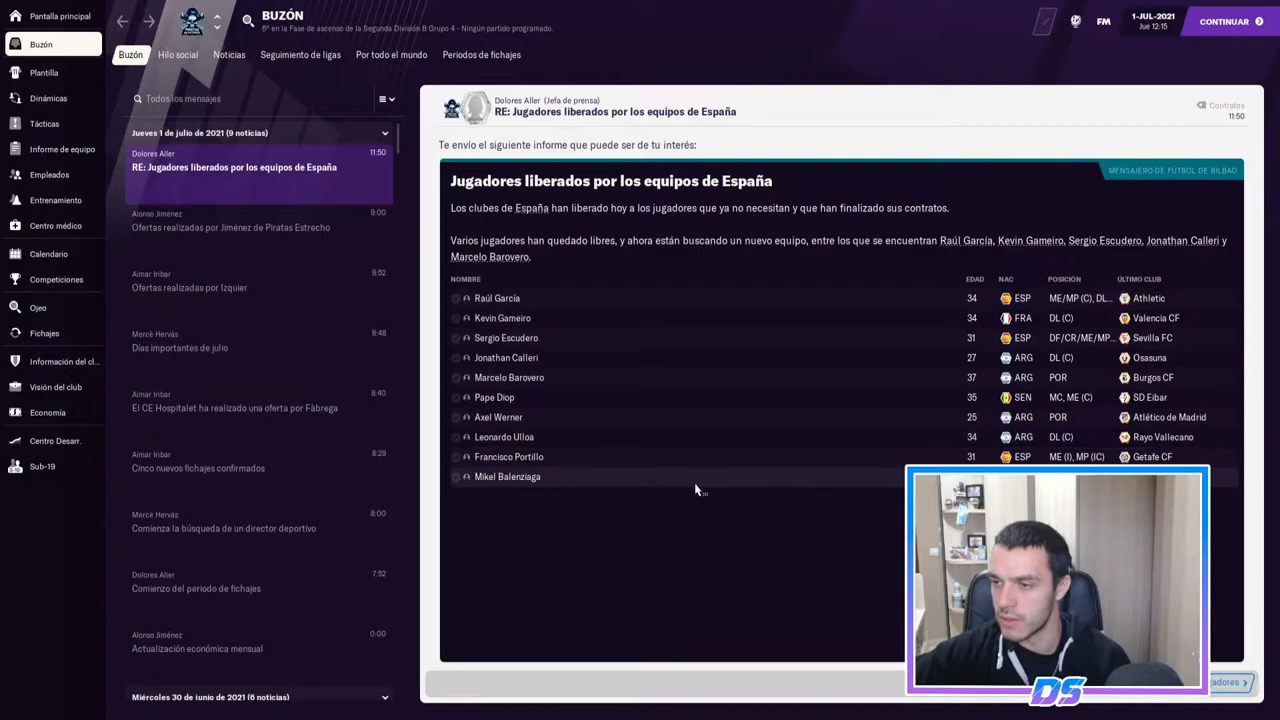 Pantalla principal
Buzón
Plantilla
Dinámicas
Tácticas
Informe de equipo
Empleados
Entrenamiento
Centro médico
Calendario
Competiciones
Ojeo
Fichajes
Información del cl...
Visión del club
Economía
Centro Desarr.
Sub-19
BUZÓN
6º en la Fase de ascenso de la Segunda División B Grupo 4 - Ningún partido programado.
FM
1-JUL-2021
Jue 12:15
CONTINUAR
Buzón Hilo social Noticias Seguimiento de ligas Por todo el mundo Periodos de fichajes
Todos los mensajes
Jueves 1 de julio de 2021 (9 noticias)
Dolores Aller 11:50
RE: Jugadores liberados por los equipos de España
Alonso Jiménez 9:00
Ofertas realizadas por Jiménez de Piratas Estrecho
Aimar Iribar 8:52
Ofertas realizadas por Izquier
Mercè Hervás 8:48
Días importantes de julio
Aimar Iribar 8:40
El CE Hospitalet ha realizado una oferta por Fàbrega
Aimar Iribar 8:29
Cinco nuevos fichajes confirmados
Mercè Hervás 8:00
Comienza la búsqueda de un director deportivo
Dolores Aller 7:52
Comienzo del periodo de fichajes
Alonso Jiménez 0:00
Actualización económica mensual
Miércoles 30 de junio de 2021 (6 noticias)
Dolores Aller (Jefa de prensa)
RE: Jugadores liberados por los equipos de España
Contratos
11:50
Te envío el siguiente informe que puede ser de tu interés:
MENSAJERO DE FUTBOL DE BILBAO
Jugadores liberados por los equipos de España
Los clubes de España han liberado hoy a los jugadores que ya no necesitan y que han finalizado sus contratos.
Varios jugadores han quedado libres, y ahora están buscando un nuevo equipo, entre los que se encuentran Raúl García, Kevin Gameiro, Sergio Escudero, Jonathan Calleri y
Marcelo Barovero.
NOMBRE EDAD NAC POSICIÓN ÚLTIMO CLUB
Raúl García 34 ESP ME/MP (C), DL... Athletic
Kevin Gameiro 34 FRA DL (C) Valencia CF
Sergio Escudero 31 ESP DF/CR/ME/MP... Sevilla FC
Jonathan Calleri 27 ARG DL (C) Osasuna
Marcelo Barovero 37 ARG POR Burgos CF
Pape Diop 35 SEN MC, ME (C) SD Eibar
Axel Werner 25 ARG POR Atlético de Madrid
Leonardo Ulloa 34 ARG DL (C) Rayo Vallecano
Francisco Portillo 31 ESP ME (I), MP (IC) Getafe CF
Mikel Balenziaga
gadores
DS